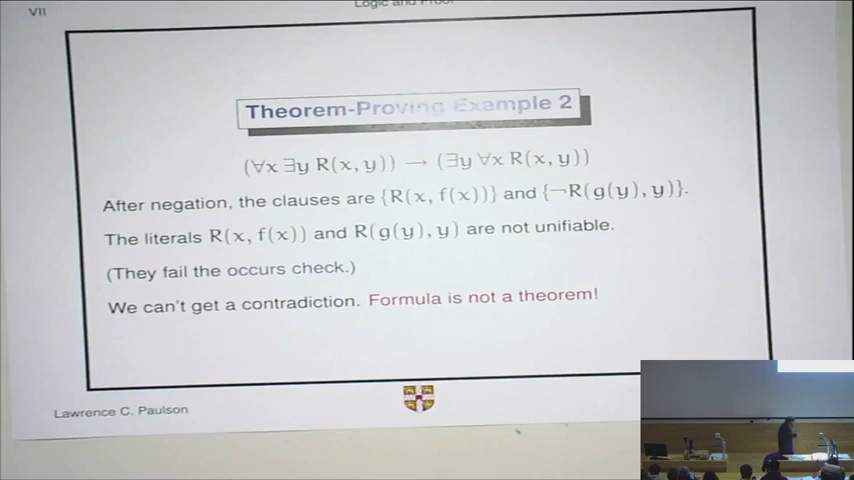 VII
Logic and Proof
Theorem-Proving Example 2
(∀x ∃y R(x, y)) → (∃y ∀x R(x, y))
After negation, the clauses are {R(x, f(x))} and {¬R(g(y), y)}.
The literals R(x, f(x)) and R(g(y), y) are not unifiable.
(They fail the occurs check.)
We can't get a contradiction. Formula is not a theorem!
Lawrence C. Paulson